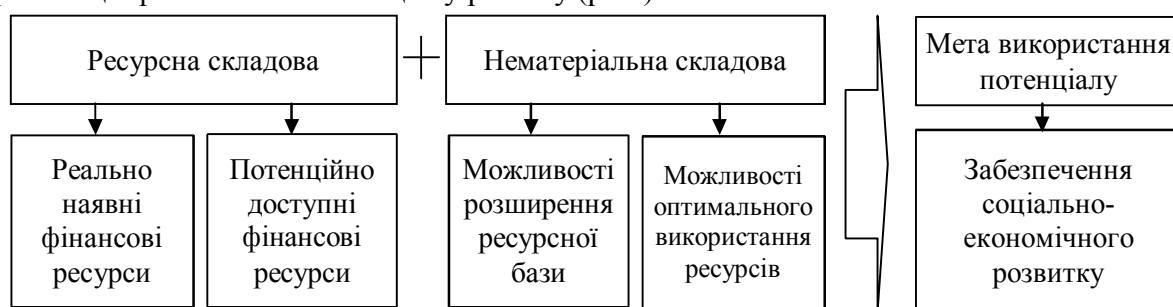 Ресурсна складова
+
Нематеріальна складова
Мета використання
потенціалу
Реально
наявні
фінансові
ресурси
Потенційно
доступні
фінансові
ресурси
Можливості
розширення
ресурсної
бази
Можливості
оптимального
використання
ресурсів
Забезпечення
соціально-
економічного
розвитку